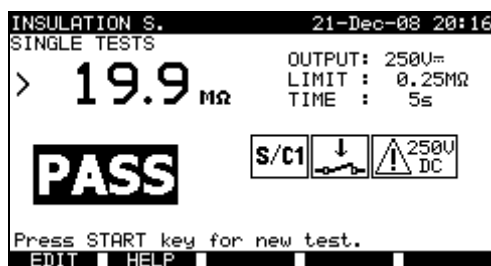 INSULATION S. 21-Dec-08 20:16
SINGLE TESTS
> 19.9 MΩ
OUTPUT: 250V⎓
LIMIT : 0.25MΩ
TIME : 5s
PASS
S/C1
250V
DC
Press START key for new test.
EDIT HELP